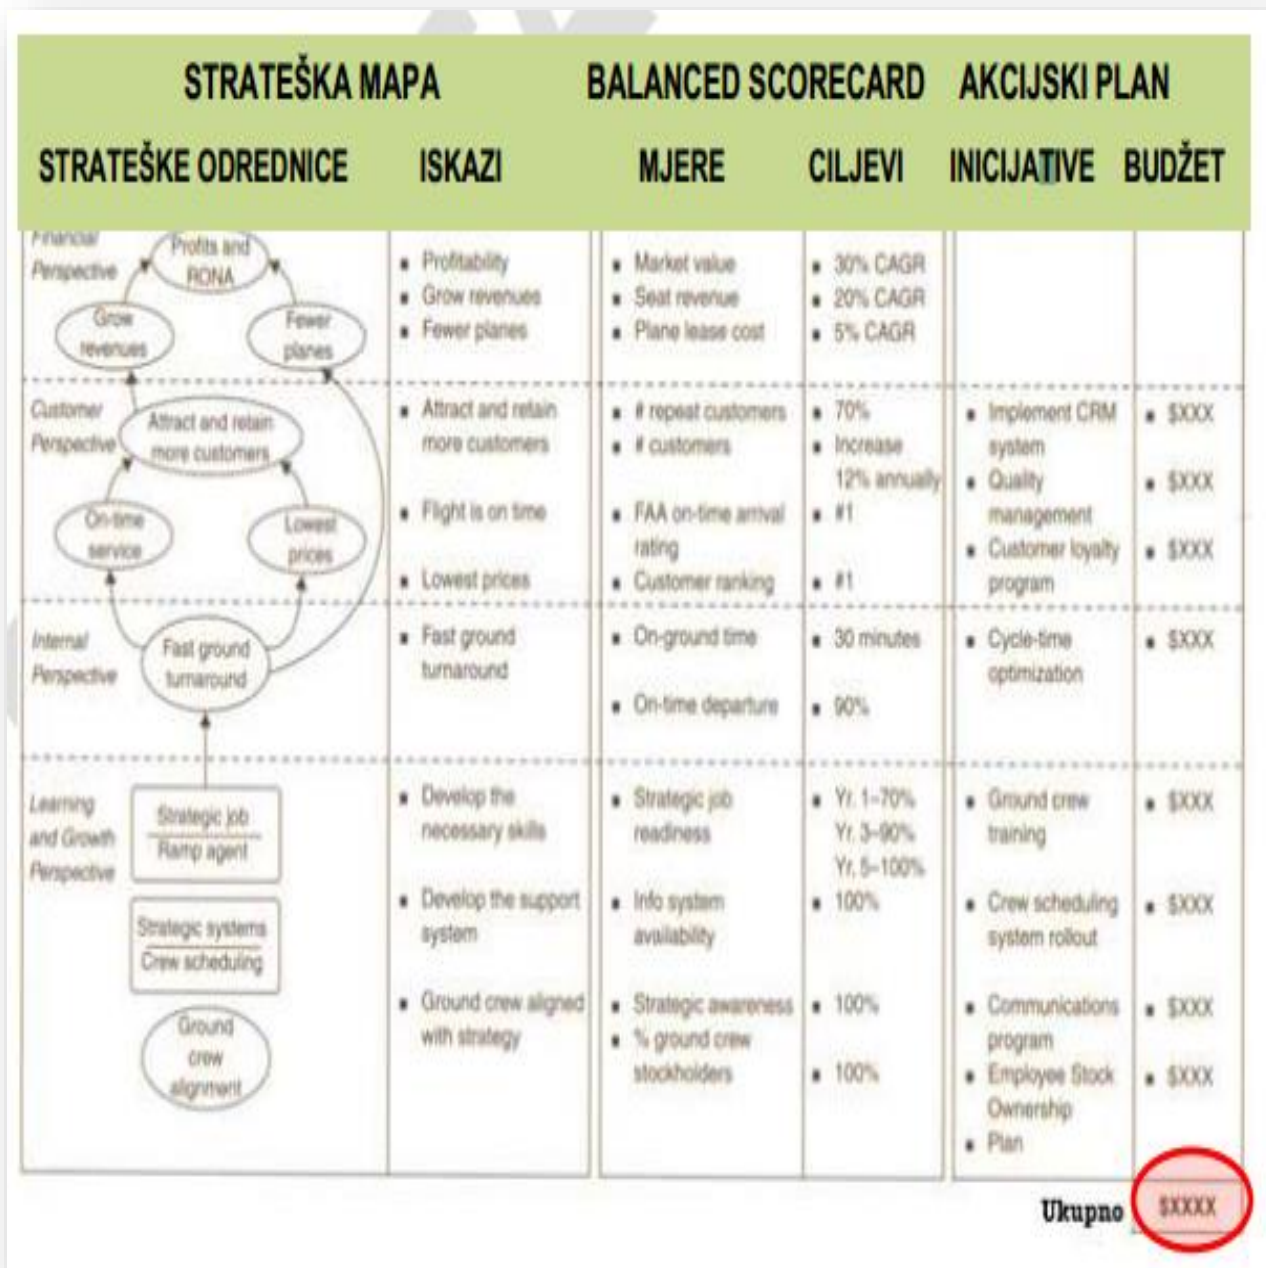 STRATEŠKA MAPA
BALANCED SCORECARD
AKCIJSKI PLAN
STRATEŠKE ODREDNICE
ISKAZI
MJERE
CILJEVI
INICIJATIVE
BUDŽET
Financial
Perspective
Profits and
RONA
Grow
revenues
Fewer
planes
▪ Profitability
▪ Grow revenues
▪ Fewer planes
▪ Market value
▪ Seat revenue
▪ Plane lease cost
▪ 30% CAGR
▪ 20% CAGR
▪ 5% CAGR
Customer
Perspective
Attract and retain
more customers
On-time
service
Lowest
prices
▪ Attract and retain
more customers
▪ Flight is on time
▪ Lowest prices
▪ # repeat customers
▪ # customers
▪ FAA on-time arrival
rating
▪ Customer ranking
▪ 70%
▪ Increase
12% annually
▪ #1
▪ #1
▪ Implement CRM
system
▪ Quality
management
▪ Customer loyalty
program
▪ $XXX
▪ $XXX
▪ $XXX
Internal
Perspective
Fast ground
turnaround
▪ Fast ground
turnaround
▪ On-ground time
▪ On-time departure
▪ 30 minutes
▪ 90%
▪ Cycle-time
optimization
▪ $XXX
Learning
and Growth
Perspective
Strategic job
Ramp agent
Strategic systems
Crew scheduling
Ground
crew
alignment
▪ Develop the
necessary skills
▪ Develop the support
system
▪ Ground crew aligned
with strategy
▪ Strategic job
readiness
▪ Info system
availability
▪ Strategic awareness
▪ % ground crew
stockholders
▪ Yr. 1–70%
Yr. 3–90%
Yr. 5–100%
▪ 100%
▪ 100%
▪ 100%
▪ Ground crew
training
▪ Crew scheduling
system rollout
▪ Communications
program
▪ Employee Stock
Ownership
▪ Plan
▪ $XXX
▪ $XXX
▪ $XXX
▪ $XXX
Ukupno
$XXXX